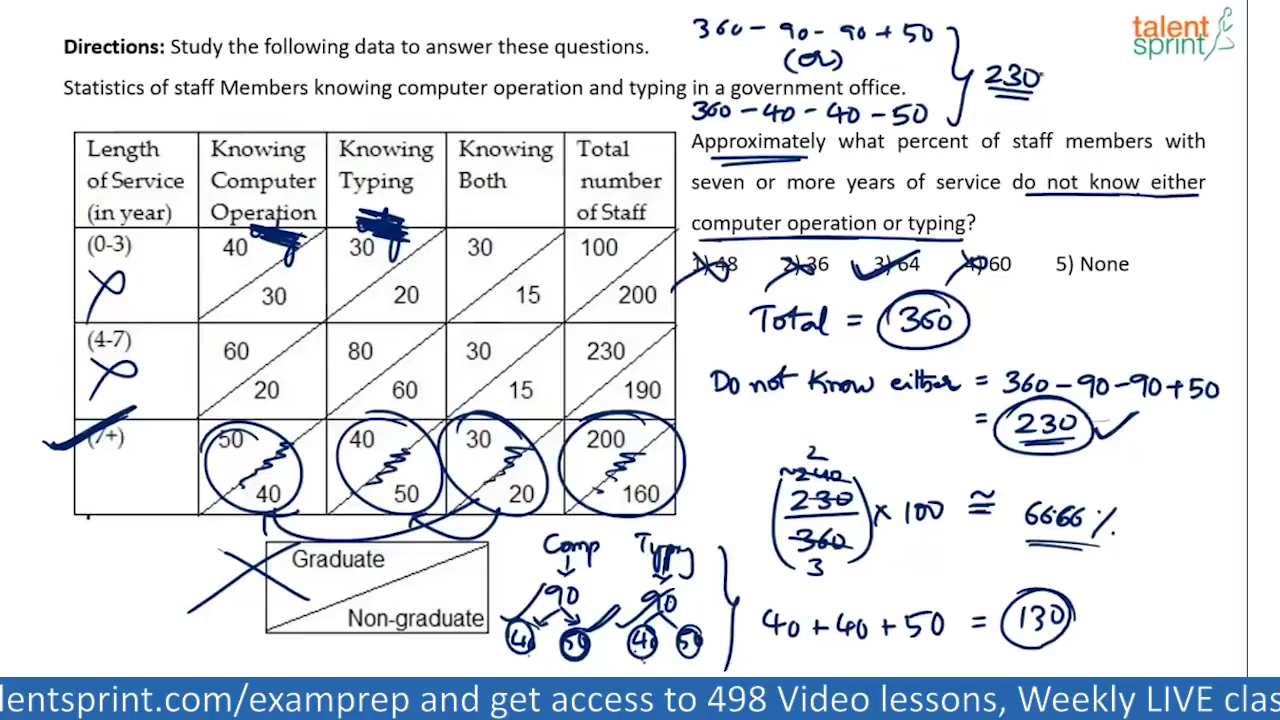 Directions: Study the following data to answer these questions.
Statistics of staff Members knowing computer operation and typing in a government office.
360 - 90 - 90 + 50
(or)
360 - 40 - 40 - 50
230
talent
sprint
Length
of Service
(in year)
Knowing
Computer
Operation
Knowing
Typing
Knowing
Both
Total
number
of Staff
(0-3)
40
30
30
20
30
15
100
200
(4-7)
60
20
80
60
30
15
230
190
(7+)
50
40
40
50
30
20
200
160
Graduate
Non-graduate
Approximately what percent of staff members with
seven or more years of service do not know either
computer operation or typing?
1) 48 2) 36 3) 64 4) 60 5) None
Total = 360
Do not know either = 360 - 90 - 90 + 50
= 230
2
~240
(230/360) × 100 ≅ 66.66 %.
3
Comp Typg
90 90
40 50 40 50
40 + 40 + 50 = 130
lentsprint.com/examprep and get access to 498 Video lessons, Weekly LIVE clas